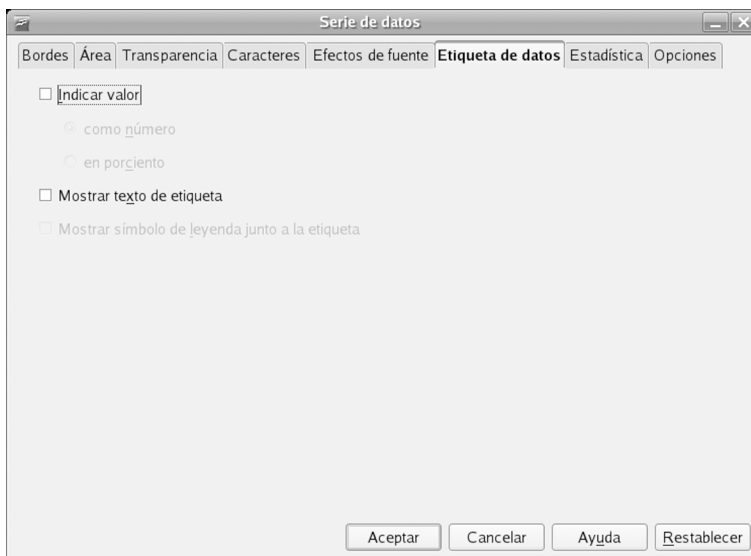 Serie de datos
Bordes Área Transparencia Caracteres Efectos de fuente Etiqueta de datos Estadística Opciones
Indicar valor
como número
en porciento
Mostrar texto de etiqueta
Mostrar símbolo de leyenda junto a la etiqueta
Aceptar Cancelar Ayuda Restablecer